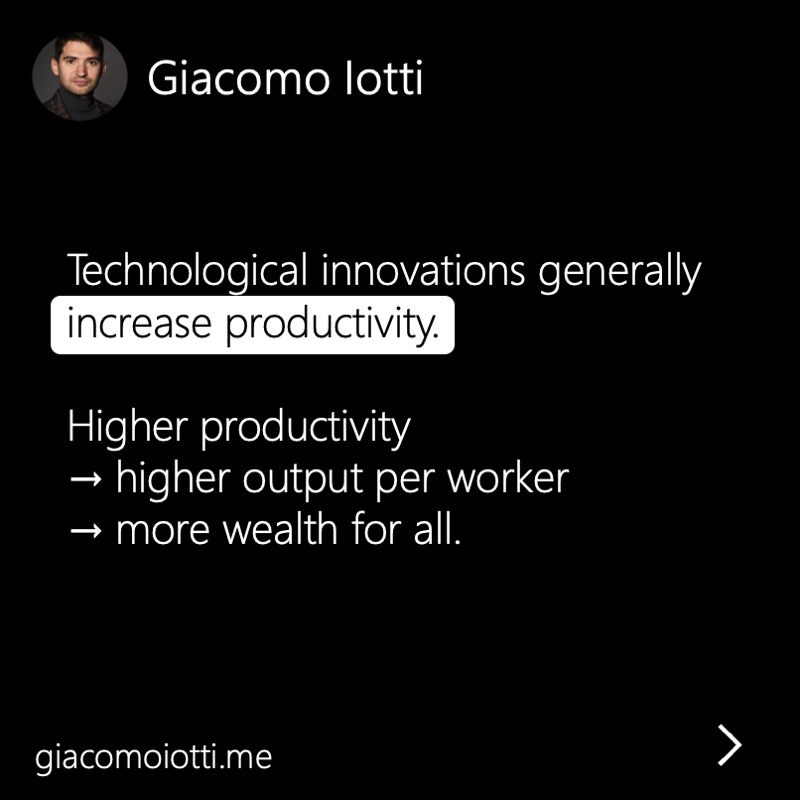 Giacomo Iotti
Technological innovations generally
increase productivity.
Higher productivity
→ higher output per worker
→ more wealth for all.
giacomoiotti.me